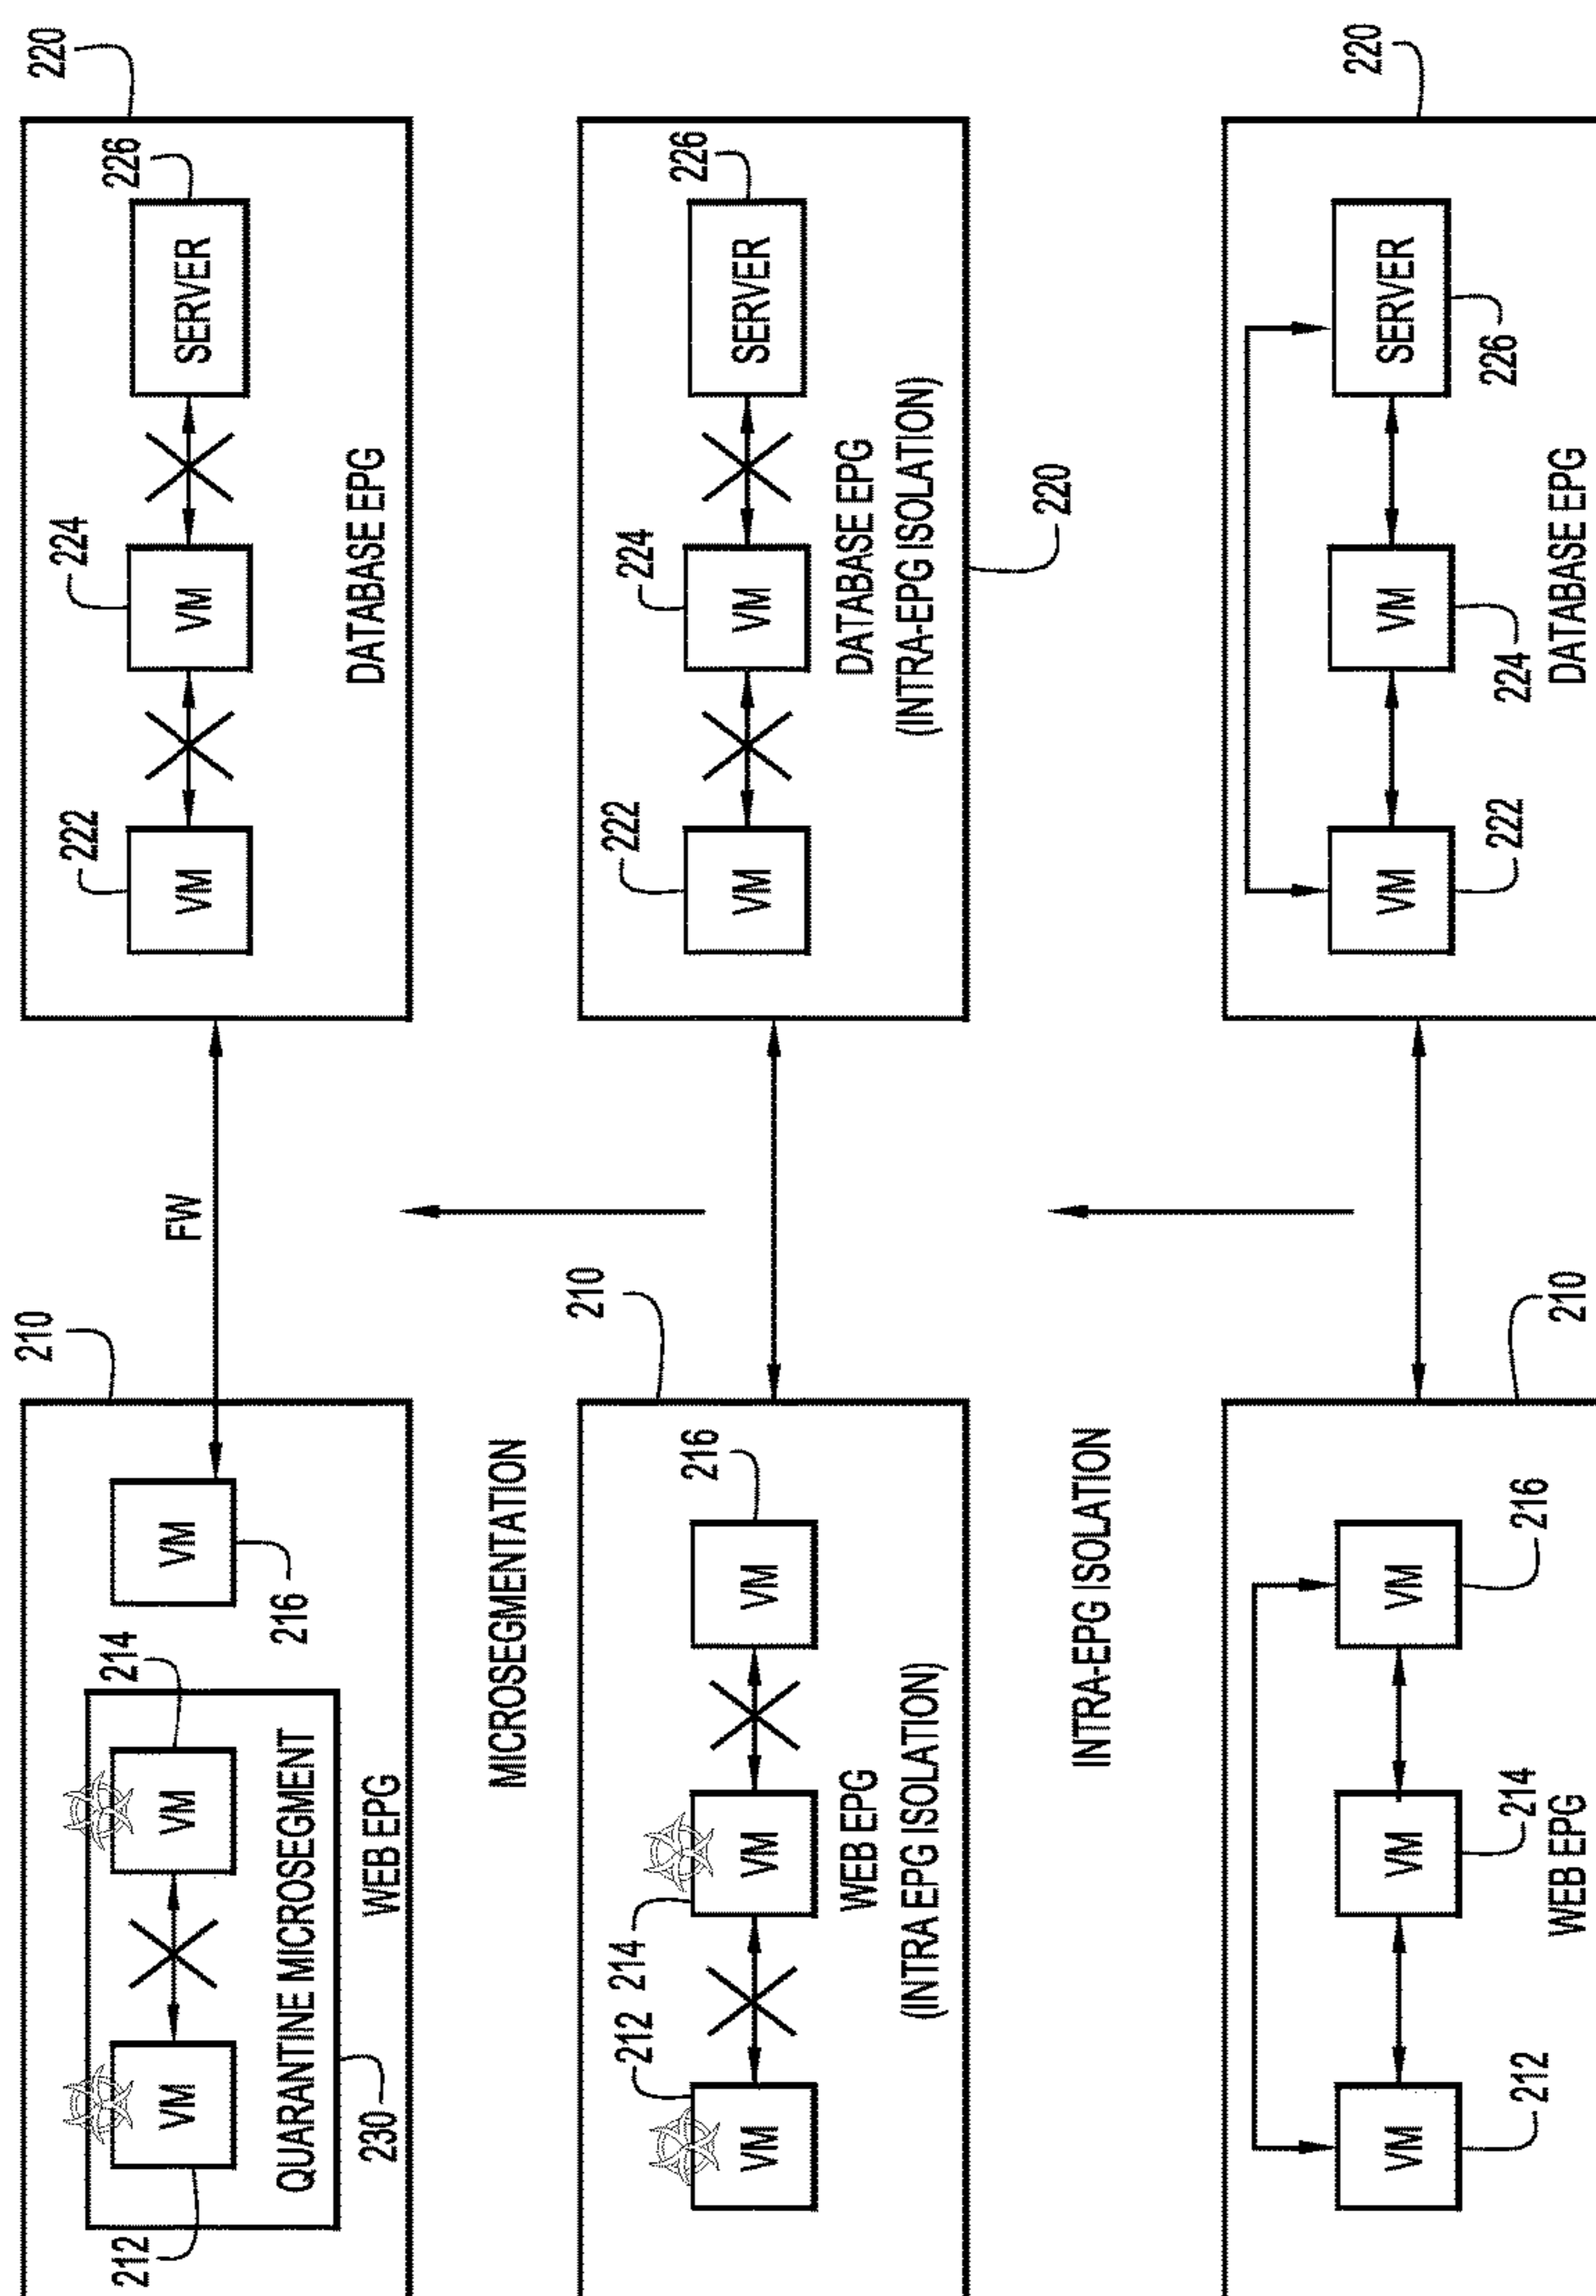 210
220
222
224
212
214
226
VM
VM
VM
FW
VM
VM
SERVER
QUARANTINE MICROSEGMENT
216
230
WEB EPG
DATABASE EPG
MICROSEGMENTATION
210
212
214
216
222
224
226
VM
VM
VM
VM
VM
SERVER
WEB EPG
(INTRA EPG ISOLATION)
DATABASE EPG
(INTRA-EPG ISOLATION)
220
INTRA-EPG ISOLATION
220
VM
VM
VM
VM
VM
SERVER
212
214
216
210
222
224
226
WEB EPG
DATABASE EPG